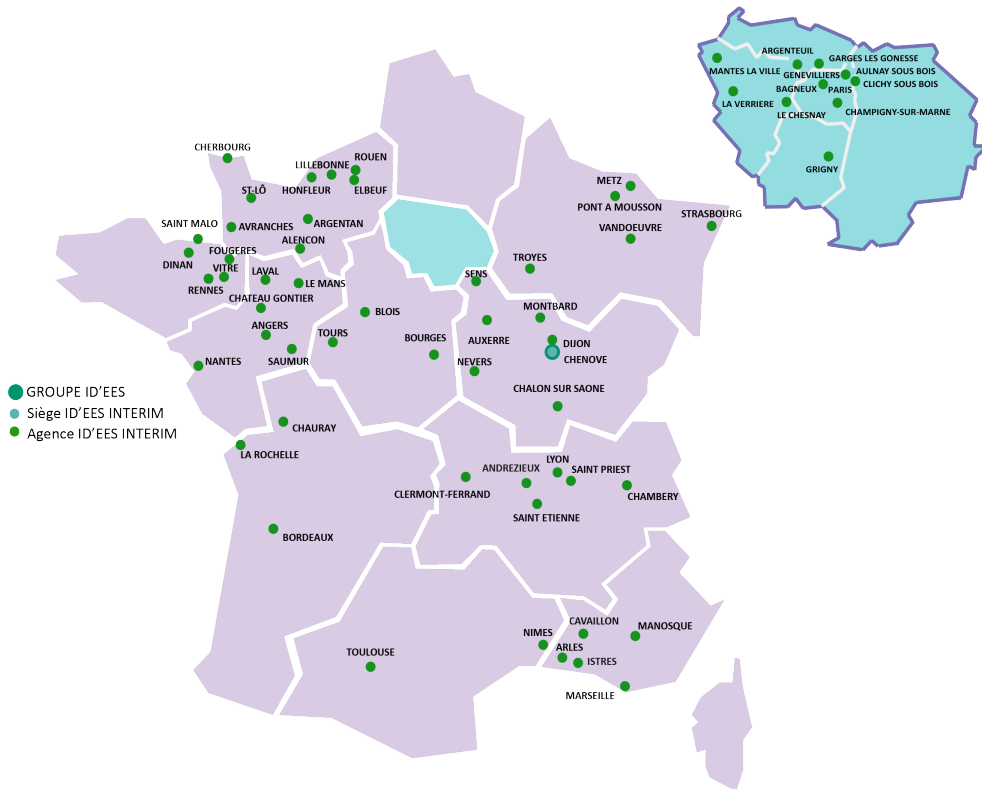 ARGENTEUIL
GARGES LES GONESSE
MANTES LA VILLE
GENEVILLIERS
AULNAY SOUS BOIS
CLICHY SOUS BOIS
BAGNEUX
PARIS
LA VERRIERE
LE CHESNAY
CHAMPIGNY-SUR-MARNE
GRIGNY
CHERBOURG
ROUEN
LILLEBONNE
HONFLEUR
ELBEUF
ST-LÔ
METZ
PONT A MOUSSON
STRASBOURG
VANDOEUVRE
SAINT MALO
AVRANCHES
ARGENTAN
ALENCON
FOUGERES
DINAN
VITRE
RENNES
LAVAL
LE MANS
CHATEAU GONTIER
TROYES
SENS
MONTBARD
BLOIS
ANGERS
TOURS
BOURGES
AUXERRE
DIJON
CHENOVE
NANTES
SAUMUR
NEVERS
CHALON SUR SAONE
GROUPE ID’EES
Siège ID’EES INTERIM
Agence ID’EES INTERIM
CHAURAY
LA ROCHELLE
LYON
ANDREZIEUX
SAINT PRIEST
CLERMONT-FERRAND
CHAMBERY
SAINT ETIENNE
BORDEAUX
CAVAILLON
MANOSQUE
NIMES
ARLES
ISTRES
TOULOUSE
MARSEILLE